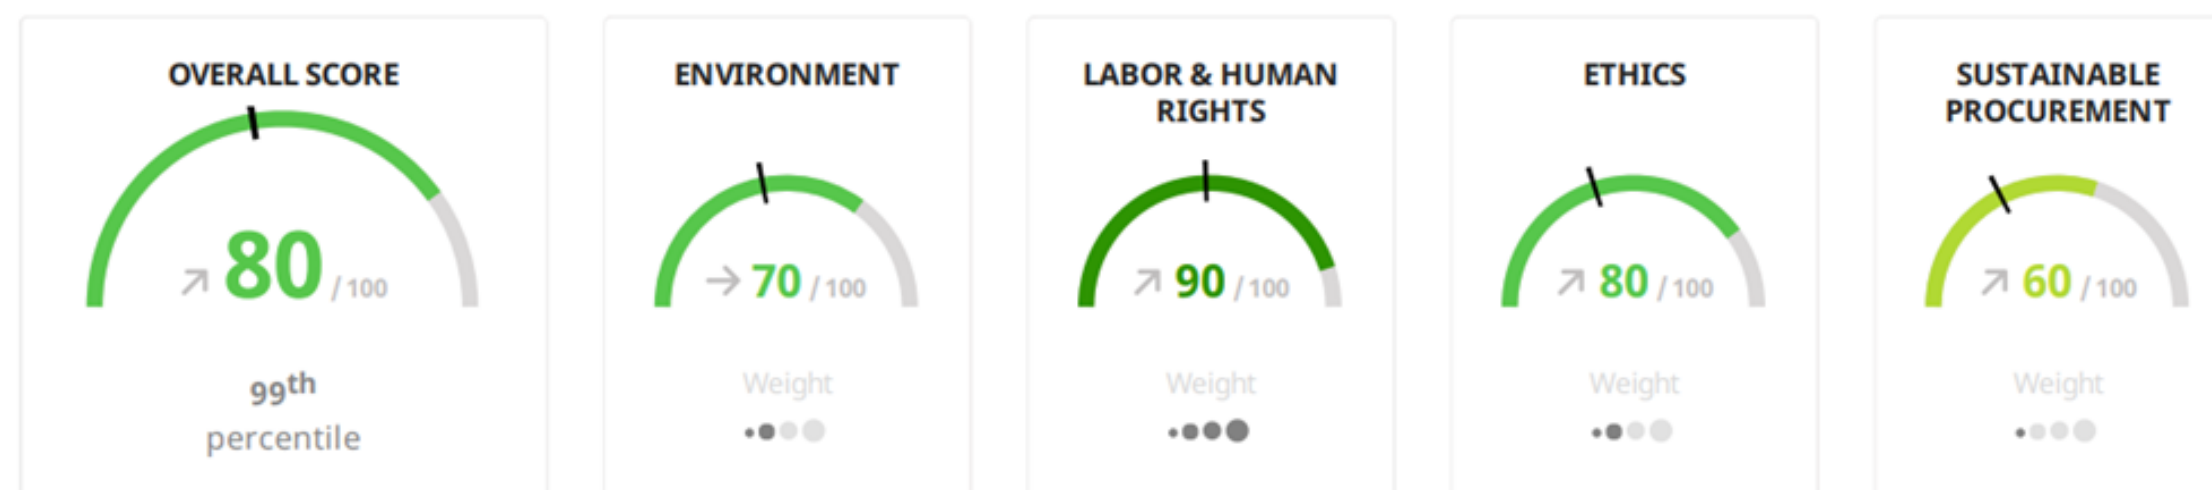 OVERALL SCORE
80 / 100
99th
percentile
ENVIRONMENT
70 / 100
Weight
LABOR & HUMAN
RIGHTS
90 / 100
Weight
ETHICS
80 / 100
Weight
SUSTAINABLE
PROCUREMENT
60 / 100
Weight